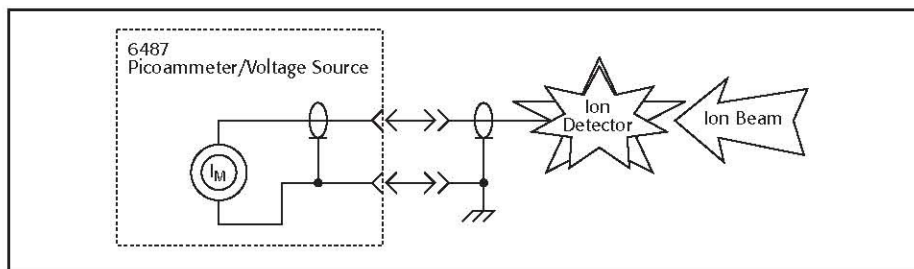 6487
Picoammeter/Voltage Source
Ion
Detector
Ion Beam
IM